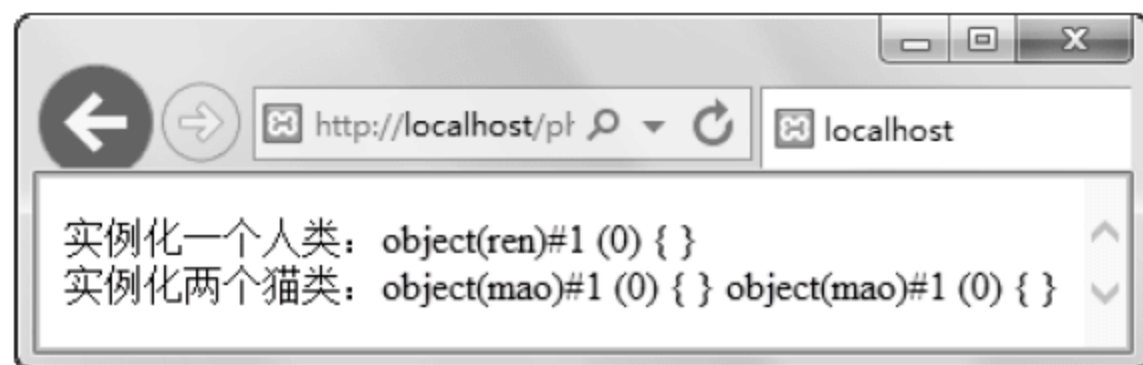 http://localhost/ph
localhost
实例化一个人类：object(ren)#1 (0) { }
实例化两个猫类：object(mao)#1 (0) { } object(mao)#1 (0) { }